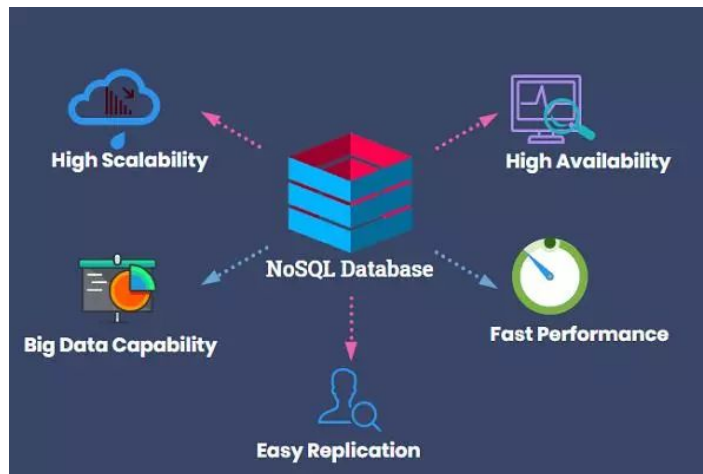 High Scalability
High Availability
NoSQL Database
Big Data Capability
Fast Performance
Easy Replication